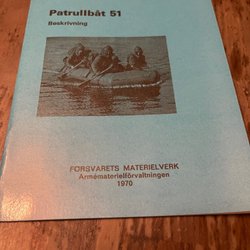 Patrullbåt 51
Beskrivning
FÖRSVARETS MATERIELVERK
Armématerielförvaltningen
1970